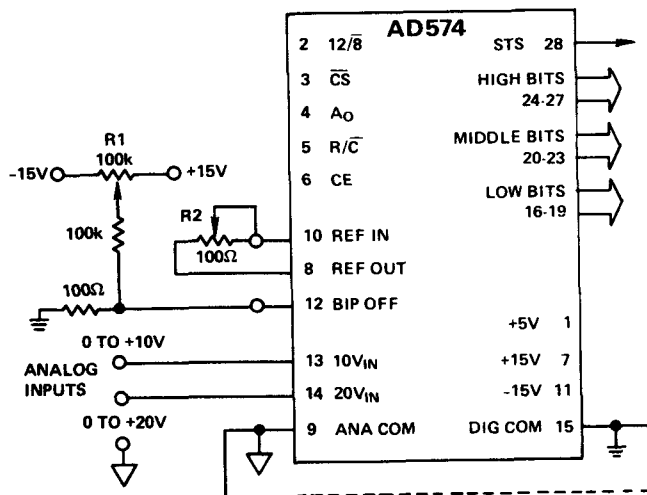 AD574
2 12/8̅
STS 28
3 C̅S̅
HIGH BITS
24-27
4 AO
R1
100k
5 R/C̅
MIDDLE BITS
20-23
-15V
+15V
6 CE
LOW BITS
16-19
R2
100k
100Ω
10 REF IN
8 REF OUT
100Ω
12 BIP OFF
0 TO +10V
+5V 1
ANALOG
INPUTS
13 10VIN
+15V 7
14 20VIN
-15V 11
0 TO +20V
9 ANA COM
DIG COM 15